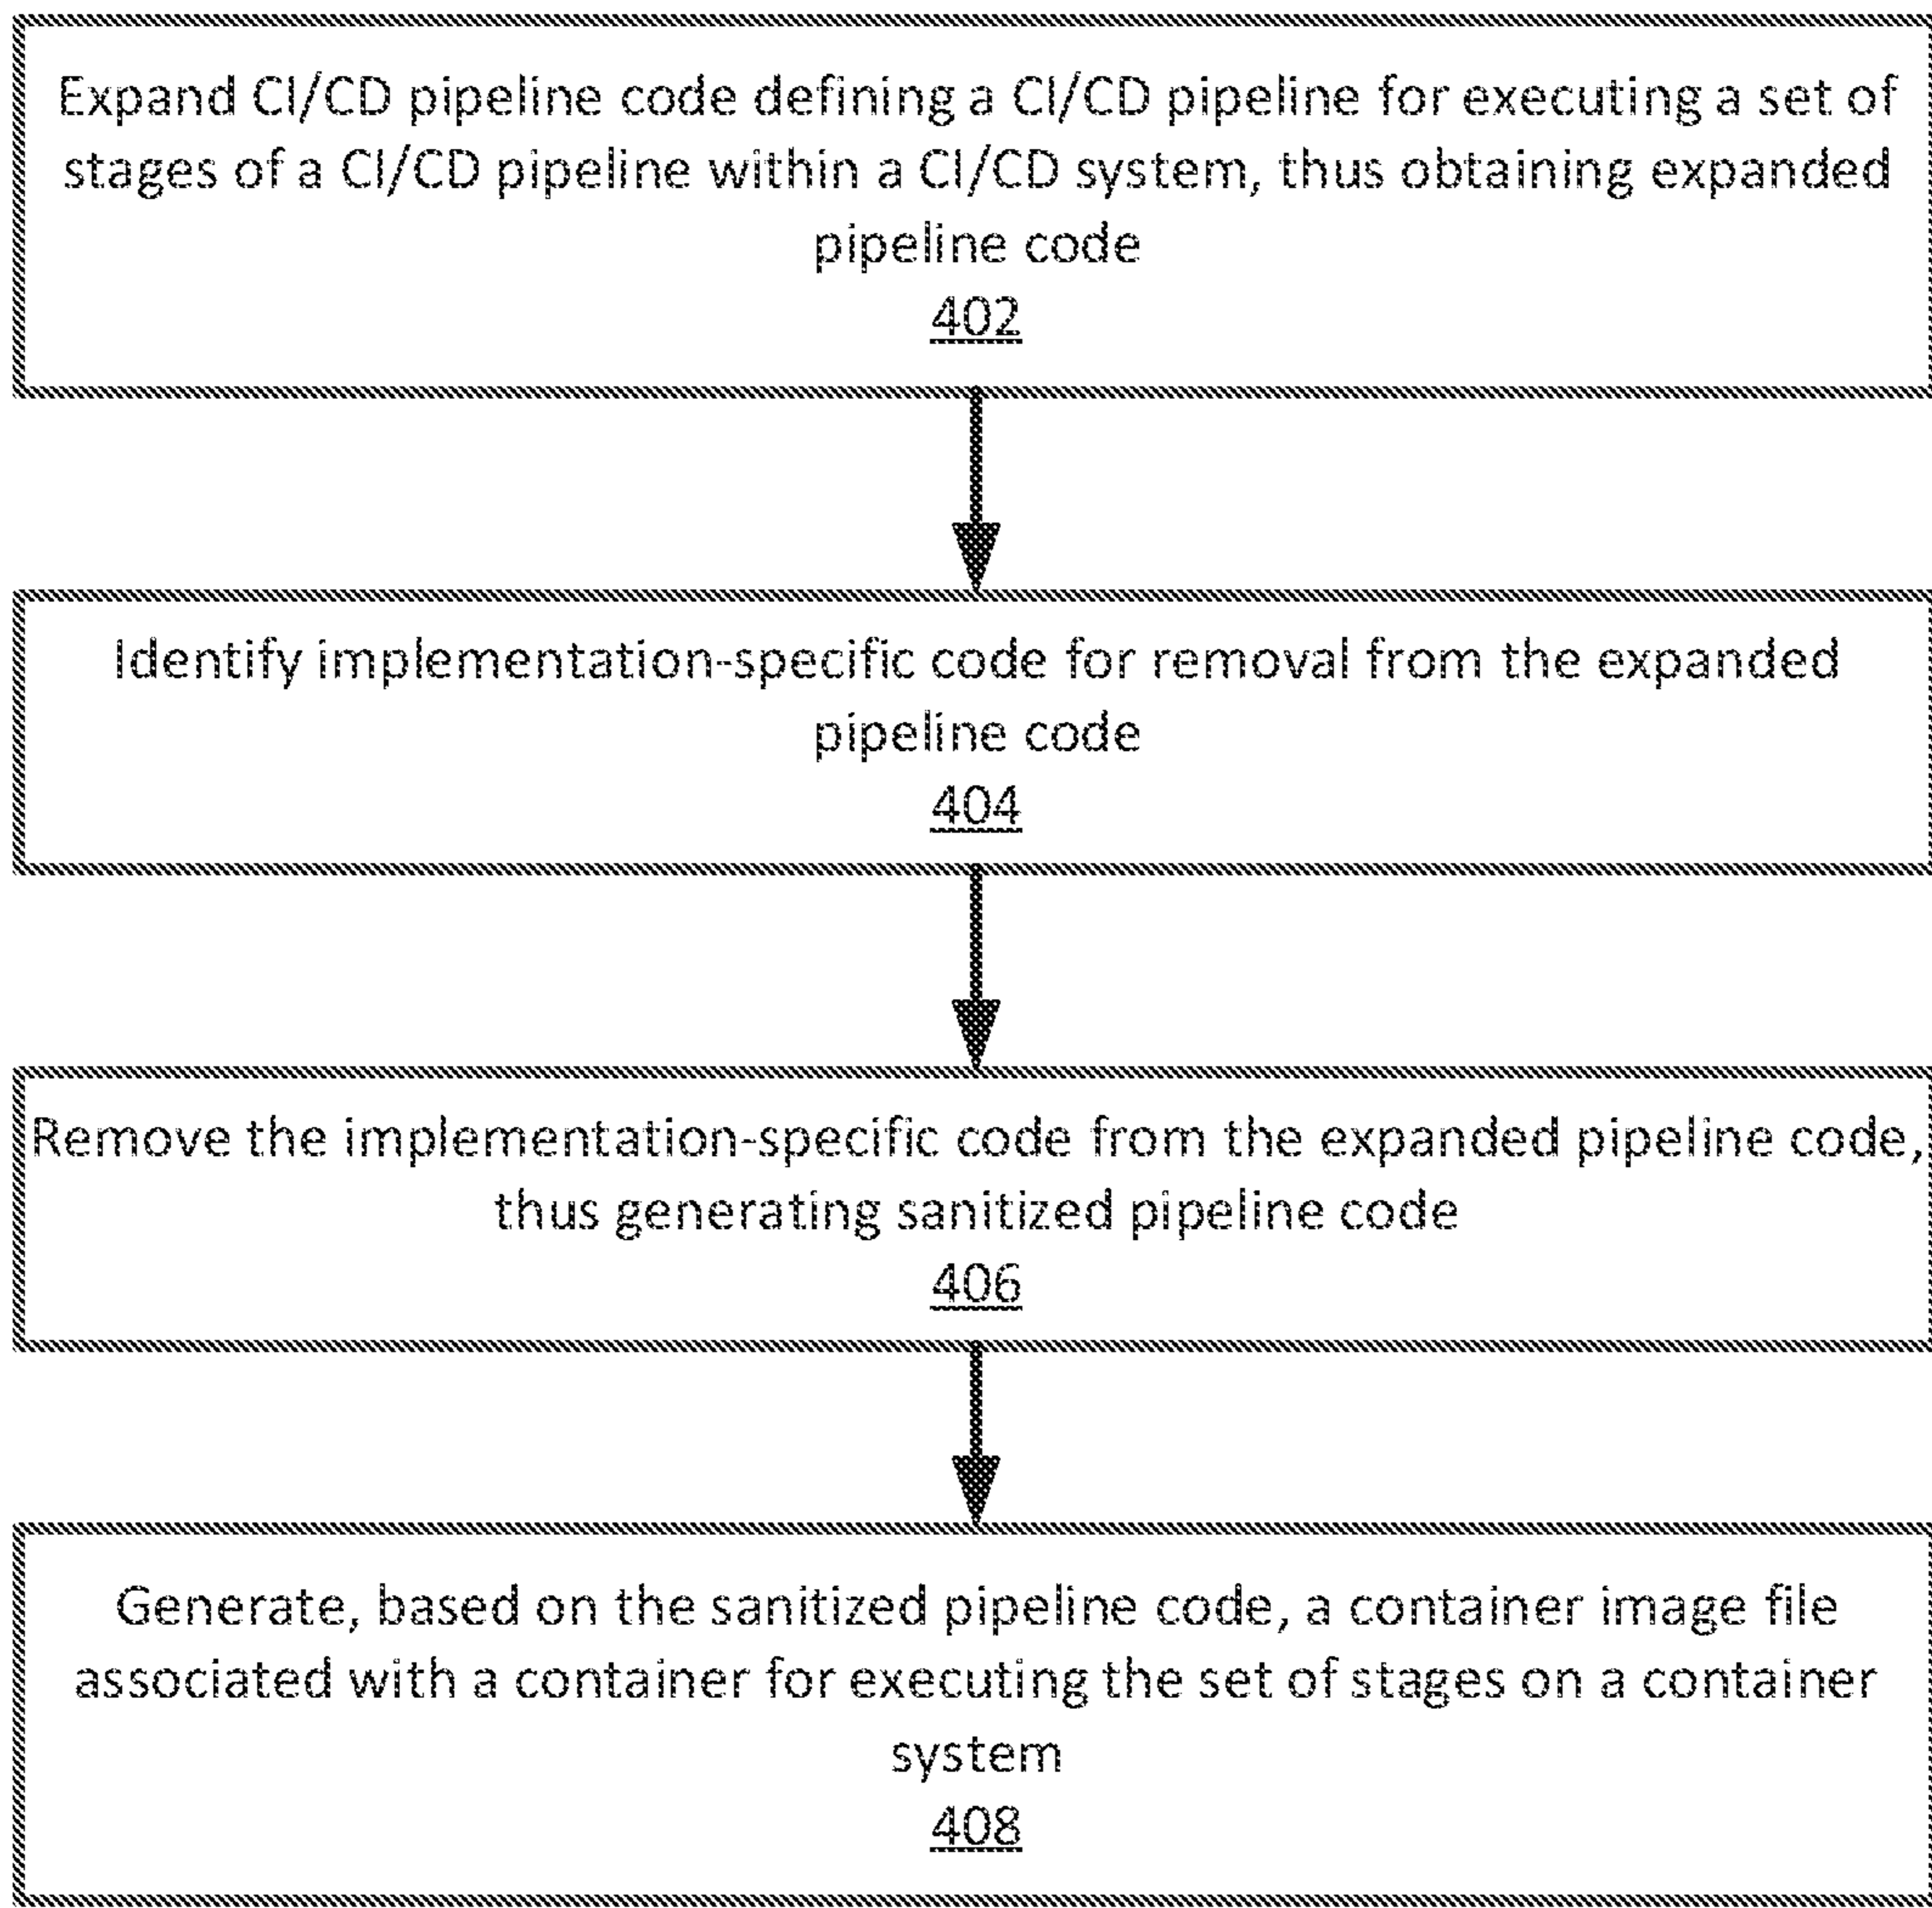 Expand CI/CD pipeline code defining a CI/CD pipeline for executing a set of
stages of a CI/CD pipeline within a CI/CD system, thus obtaining expanded
pipeline code
402
Identify implementation-specific code for removal from the expanded
pipeline code
404
Remove the implementation-specific code from the expanded pipeline code,
thus generating sanitized pipeline code
406
Generate, based on the sanitized pipeline code, a container image file
associated with a container for executing the set of stages on a container
system
408